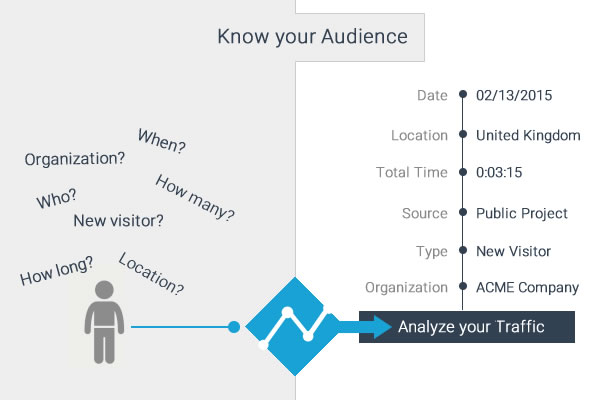 Know your Audience
When?
Organization?
Who?
How many?
New visitor?
How long?
Location?
Date 02/13/2015
Location United Kingdom
Total Time 0:03:15
Source Public Project
Type New Visitor
Organization ACME Company
Analyze your Traffic